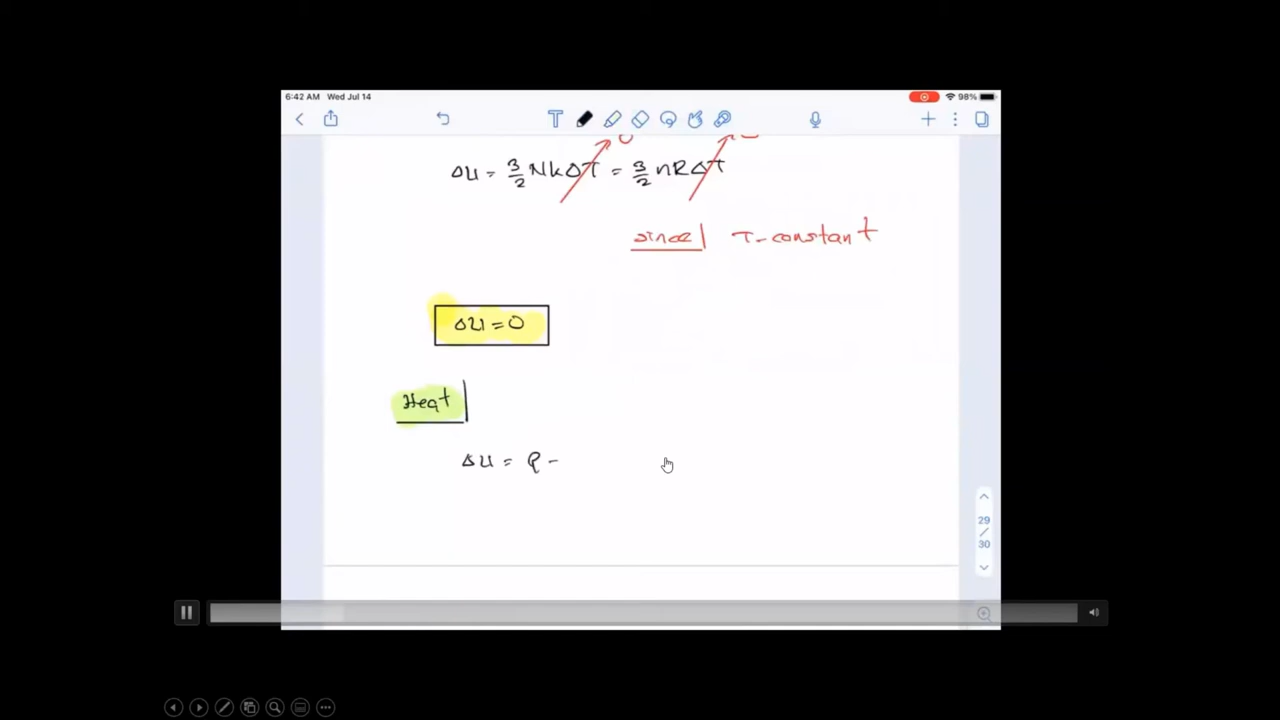 6:42 AM Wed Jul 14
98%
ΔU = 3/2 NkΔT = 3/2 nRΔT
since T-constant
ΔU = 0
Heat
ΔU = Q -
29
/
30